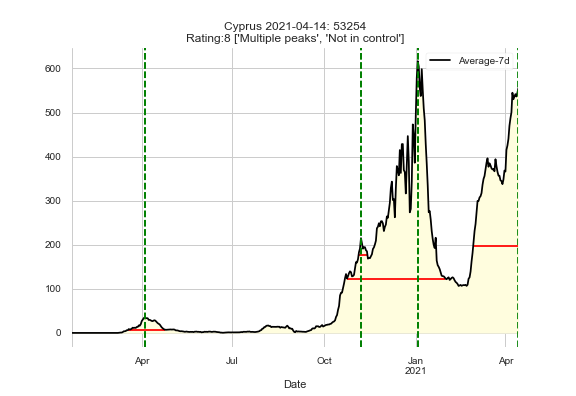 Cyprus 2021-04-14: 53254
Rating:8 ['Multiple peaks', 'Not in control']
Average-7d
600
500
400
300
200
100
0
Apr
Jul
Oct
Jan
2021
Apr
Date